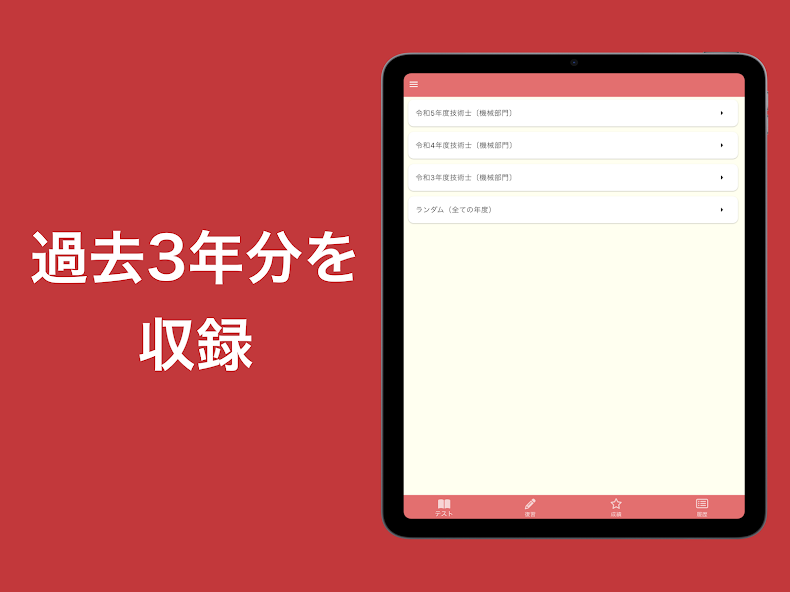 過去3年分を
収録
令和5年度技術士（機械部門）
令和4年度技術士（機械部門）
令和3年度技術士（機械部門）
ランダム（全ての年度）
テスト
復習
成績
履歴